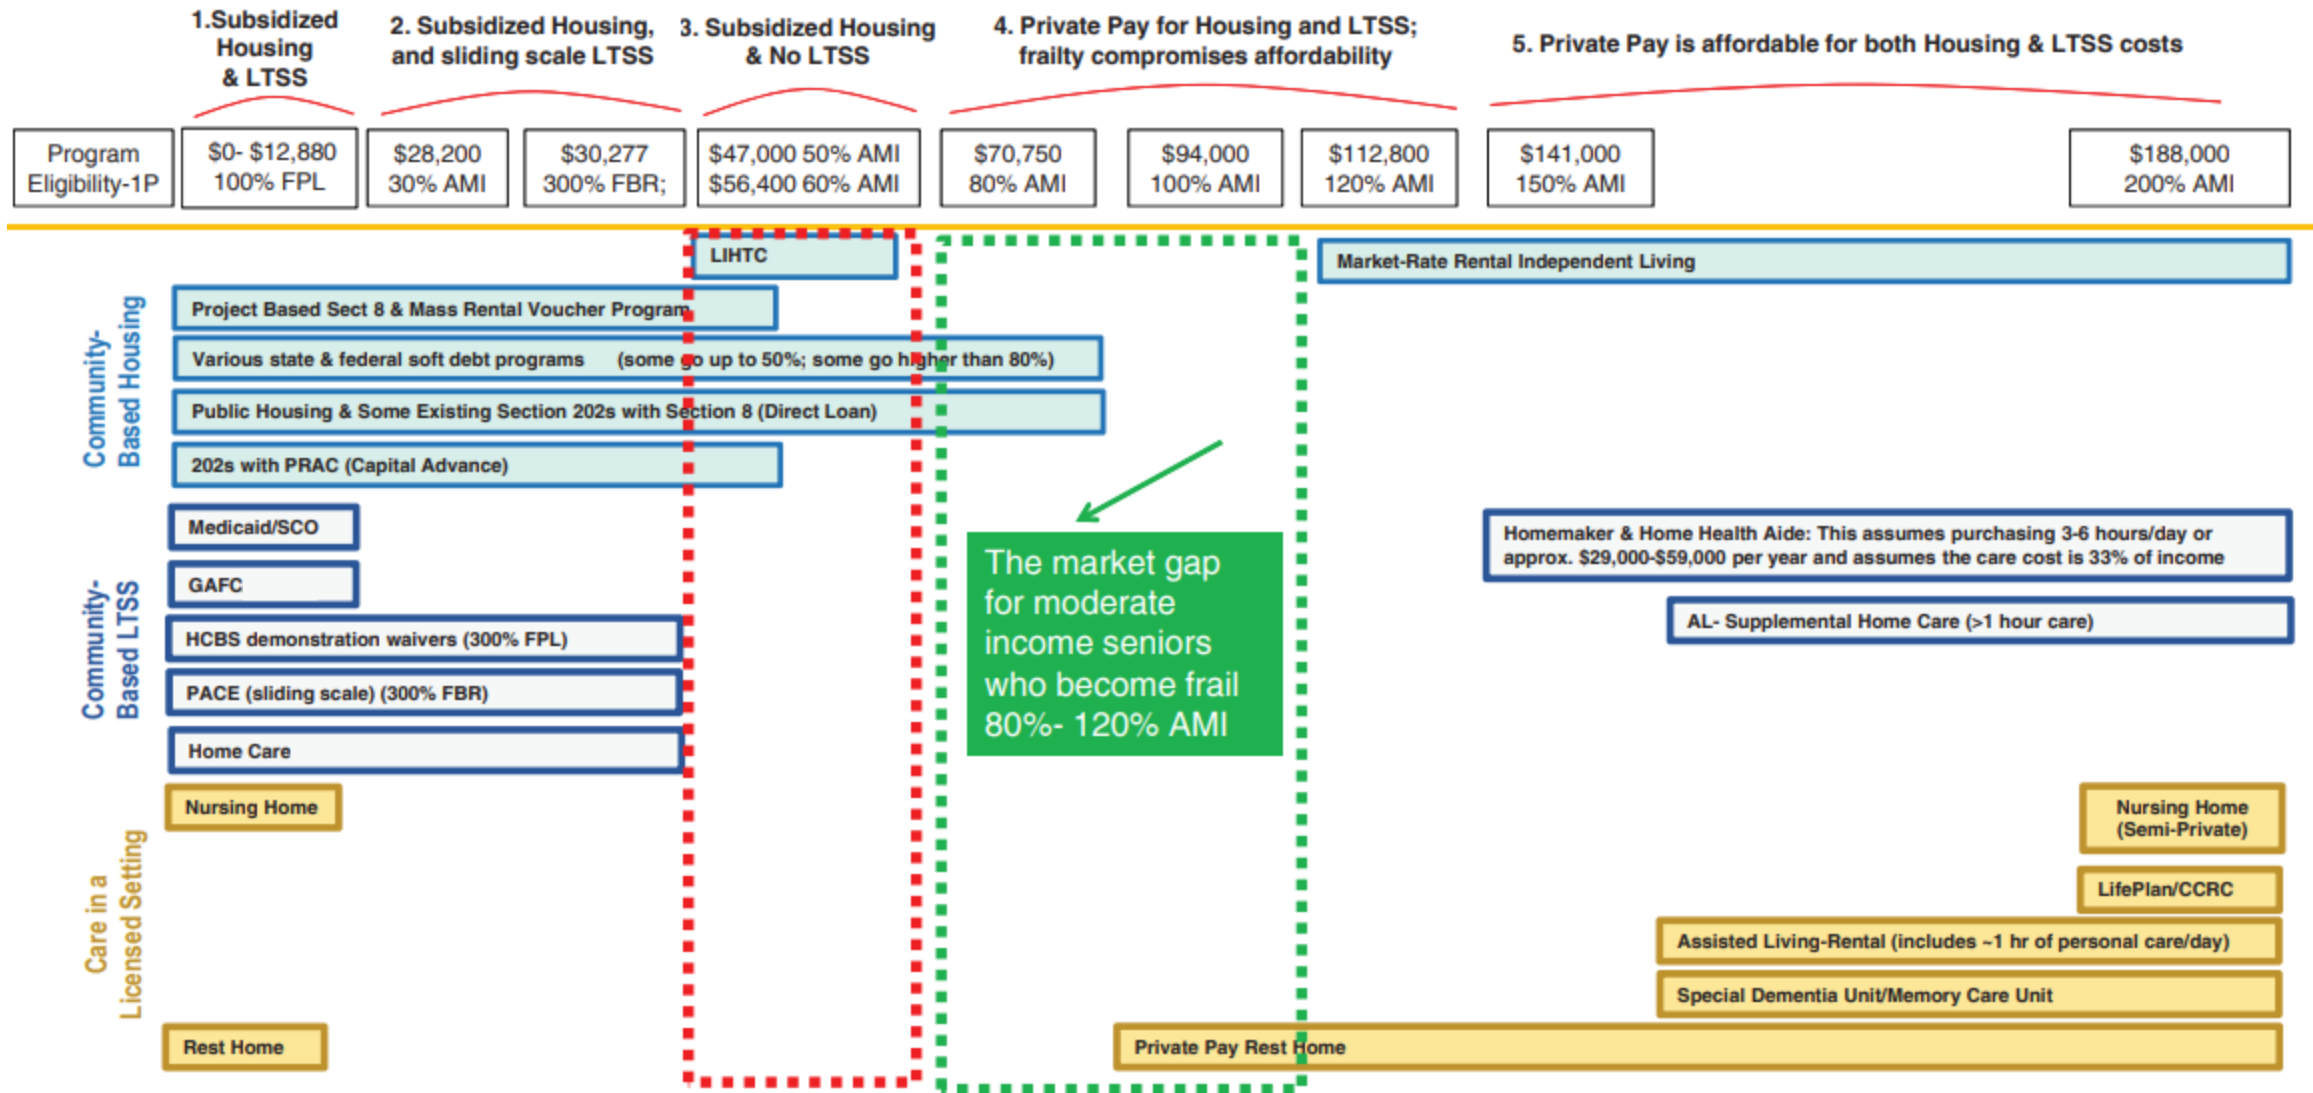 1.Subsidized
Housing
& LTSS
2. Subsidized Housing,
and sliding scale LTSS
3. Subsidized Housing
& No LTSS
4. Private Pay for Housing and LTSS;
frailty compromises affordability
5. Private Pay is affordable for both Housing & LTSS costs
Program
Eligibility-1P
$0- $12,880
100% FPL
$28,200
30% AMI
$30,277
300% FBR;
$47,000 50% AMI
$56,400 60% AMI
$70,750
80% AMI
$94,000
100% AMI
$112,800
120% AMI
$141,000
150% AMI
$188,000
200% AMI
Community-
Based Housing
LIHTC
Market-Rate Rental Independent Living
Project Based Sect 8 & Mass Rental Voucher Program
Various state & federal soft debt programs (some go up to 50%; some go higher than 80%)
Public Housing & Some Existing Section 202s with Section 8 (Direct Loan)
202s with PRAC (Capital Advance)
Community-
Based LTSS
Medicaid/SCO
GAFC
HCBS demonstration waivers (300% FPL)
PACE (sliding scale) (300% FBR)
Home Care
The market gap
for moderate
income seniors
who become frail
80%- 120% AMI
Homemaker & Home Health Aide: This assumes purchasing 3-6 hours/day or
approx. $29,000-$59,000 per year and assumes the care cost is 33% of income
AL- Supplemental Home Care (>1 hour care)
Care in a
Licensed Setting
Nursing Home
Nursing Home
(Semi-Private)
LifePlan/CCRC
Assisted Living-Rental (includes ~1 hr of personal care/day)
Special Dementia Unit/Memory Care Unit
Rest Home
Private Pay Rest Home